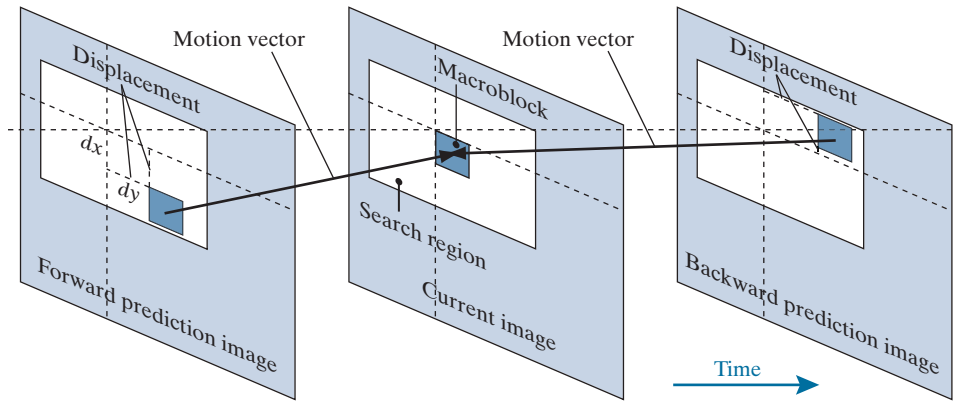 Motion vector
Motion vector
Displacement
Macroblock
Displacement
dx
dy
Search region
Forward prediction image
Current image
Backward prediction image
Time